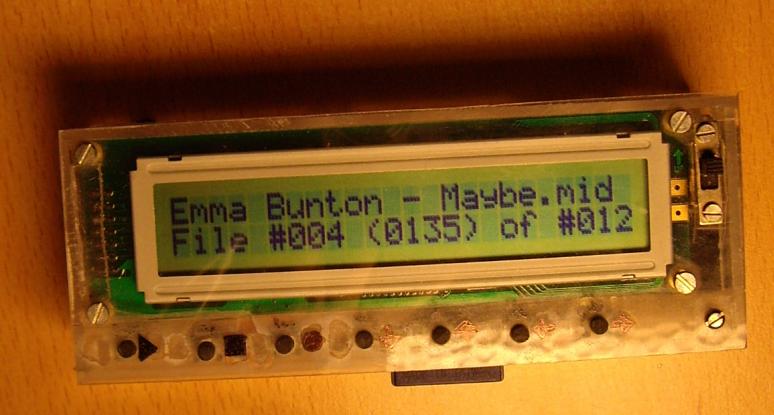 Emma Bunton - Maybe.mid
File #004 (0135) of #012